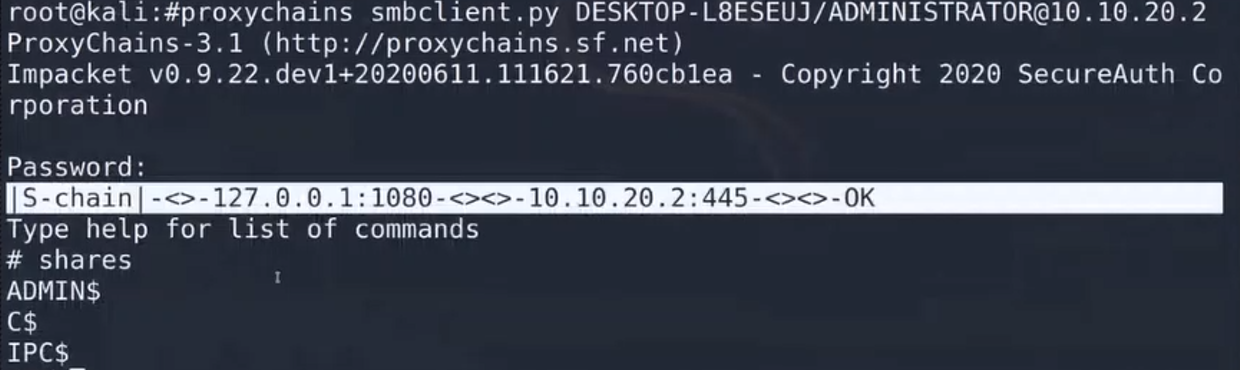 root@kali:#proxychains smbclient.py DESKTOP-L8ESEUJ/ADMINISTRATOR@10.10.20.2
ProxyChains-3.1 (http://proxychains.sf.net)
Impacket v0.9.22.dev1+20200611.111621.760cb1ea - Copyright 2020 SecureAuth Co
rporation
Password:
|S-chain|-<>-127.0.0.1:1080-<><>-10.10.20.2:445-<><>-OK
Type help for list of commands
# shares
ADMIN$
C$
IPC$